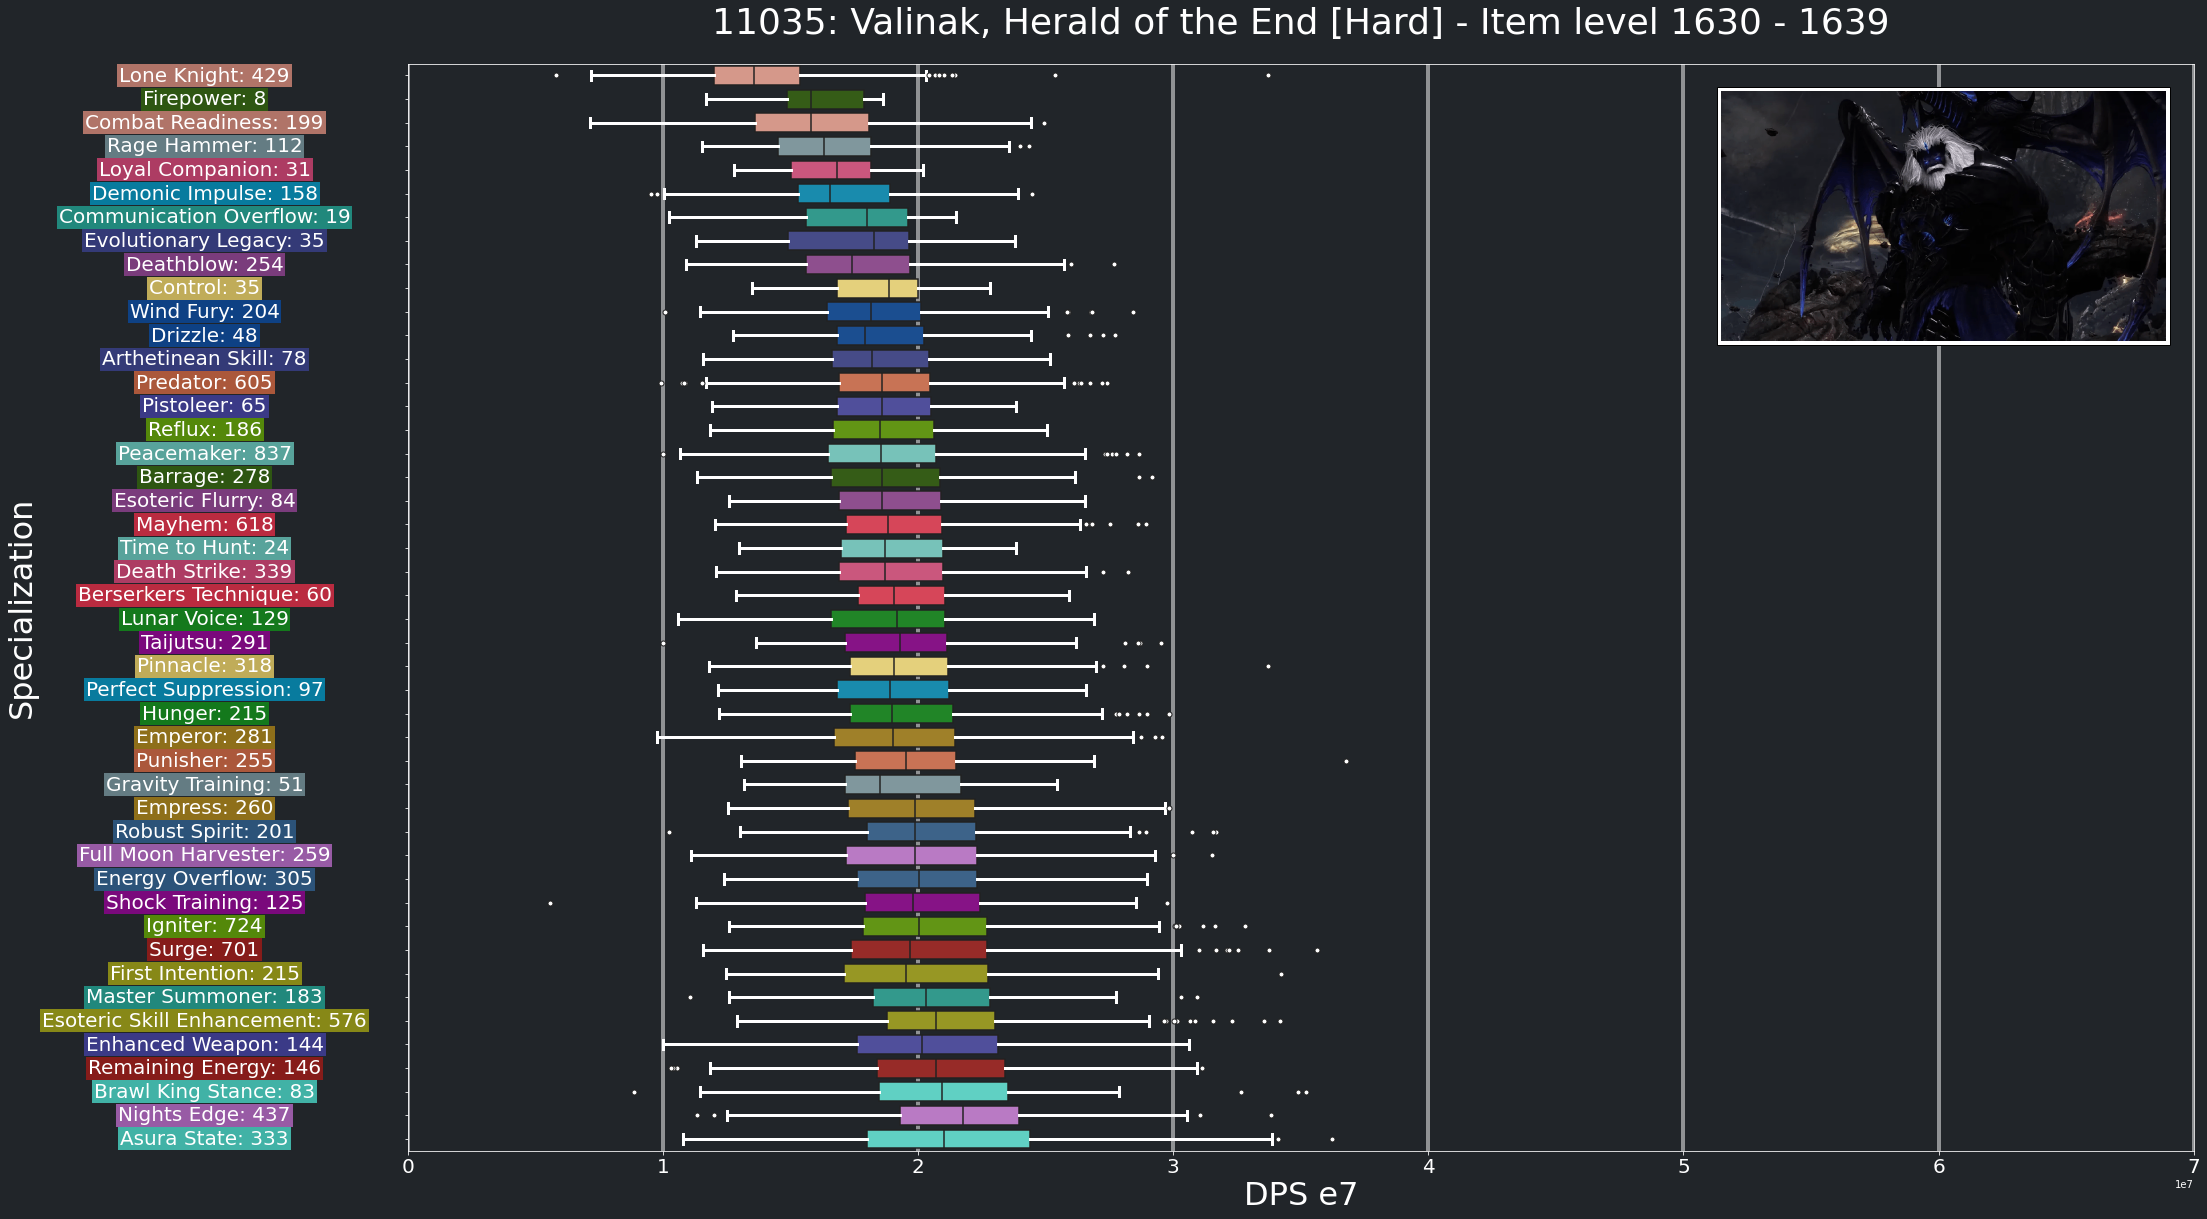 11035: Valinak, Herald of the End [Hard] - Item level 1630 - 1639
Specialization
Lone Knight: 429
Firepower: 8
Combat Readiness: 199
Rage Hammer: 112
Loyal Companion: 31
Demonic Impulse: 158
Communication Overflow: 19
Evolutionary Legacy: 35
Deathblow: 254
Control: 35
Wind Fury: 204
Drizzle: 48
Arthetinean Skill: 78
Predator: 605
Pistoleer: 65
Reflux: 186
Peacemaker: 837
Barrage: 278
Esoteric Flurry: 84
Mayhem: 618
Time to Hunt: 24
Death Strike: 339
Berserkers Technique: 60
Lunar Voice: 129
Taijutsu: 291
Pinnacle: 318
Perfect Suppression: 97
Hunger: 215
Emperor: 281
Punisher: 255
Gravity Training: 51
Empress: 260
Robust Spirit: 201
Full Moon Harvester: 259
Energy Overflow: 305
Shock Training: 125
Igniter: 724
Surge: 701
First Intention: 215
Master Summoner: 183
Esoteric Skill Enhancement: 576
Enhanced Weapon: 144
Remaining Energy: 146
Brawl King Stance: 83
Nights Edge: 437
Asura State: 333
0 1 2 3 4 5 6 7
DPS e7
1e7